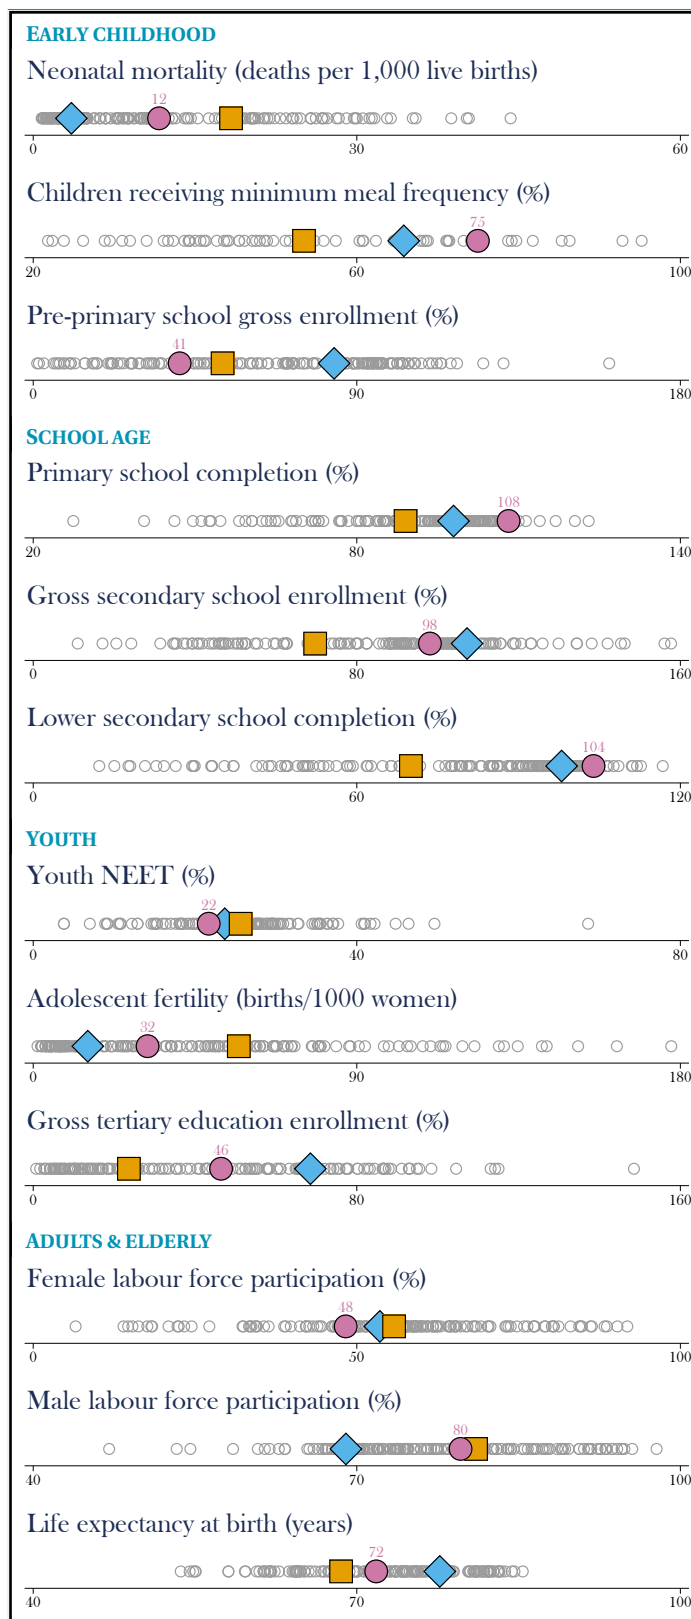 EARLY CHILDHOOD
Neonatal mortality (deaths per 1,000 live births)
12
0 30 60
Children receiving minimum meal frequency (%)
75
20 60 100
Pre-primary school gross enrollment (%)
41
0 90 180
SCHOOL AGE
Primary school completion (%)
108
20 80 140
Gross secondary school enrollment (%)
98
0 80 160
Lower secondary school completion (%)
104
0 60 120
YOUTH
Youth NEET (%)
22
0 40 80
Adolescent fertility (births/1000 women)
32
0 90 180
Gross tertiary education enrollment (%)
46
0 80 160
ADULTS & ELDERLY
Female labour force participation (%)
48
0 50 100
Male labour force participation (%)
80
40 70 100
Life expectancy at birth (years)
72
40 70 100